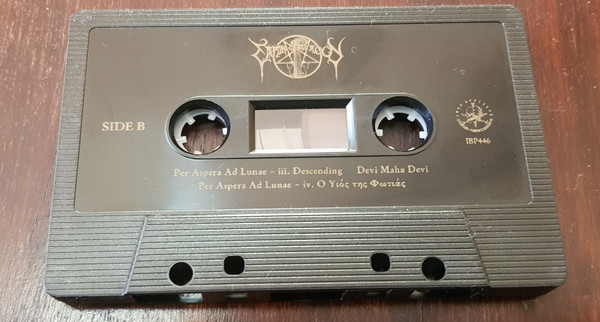 SIDE B
IBP446
Per Aspera Ad Lunae – iii. Descending Devi Maha Devi
Per Aspera Ad Lunae – iv. Ο Υιός της Φωτιάς